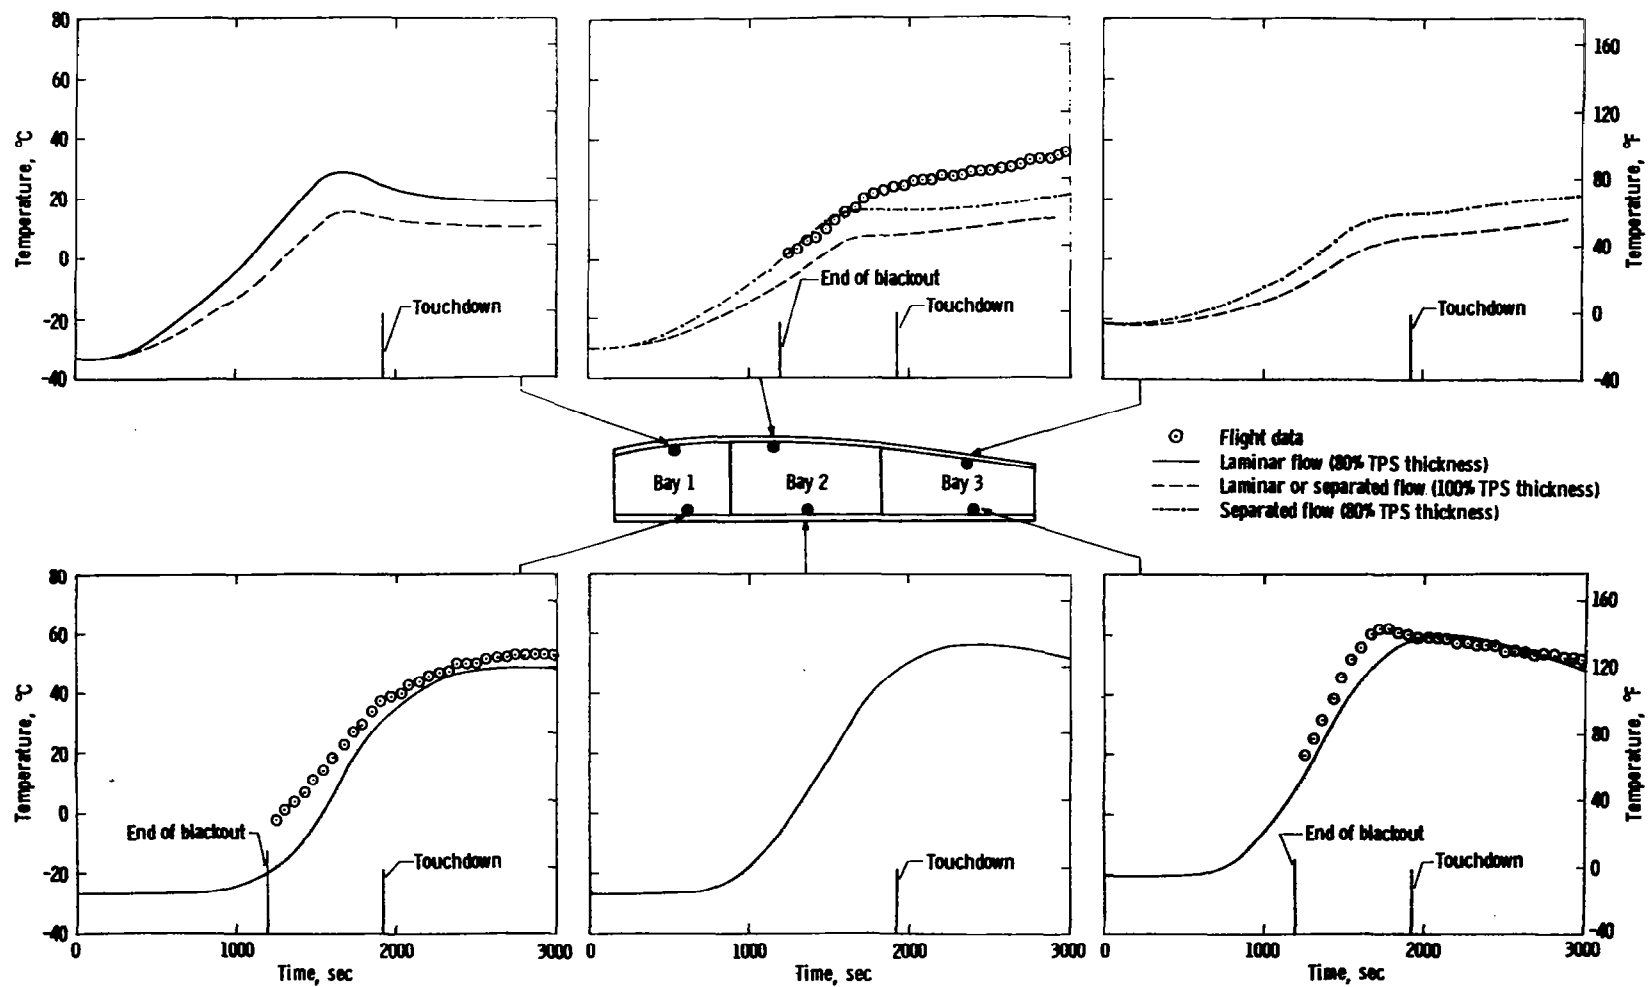 80
60
40
20
0
-20
-40
Temperature, °C
Touchdown
End of blackout
Touchdown
Touchdown
160
120
80
40
0
-40
Temperature, °F
Bay 1
Bay 2
Bay 3
Flight data
Laminar flow (80% TPS thickness)
Laminar or separated flow (100% TPS thickness)
Separated flow (80% TPS thickness)
80
60
40
20
0
-20
-40
Temperature, °C
End of blackout
Touchdown
0 1000 2000 3000
Time, sec
Touchdown
0 1000 2000 3000
Time, sec
End of blackout
Touchdown
0 1000 2000 3000
Time, sec
160
120
80
40
0
-40
Temperature, °F